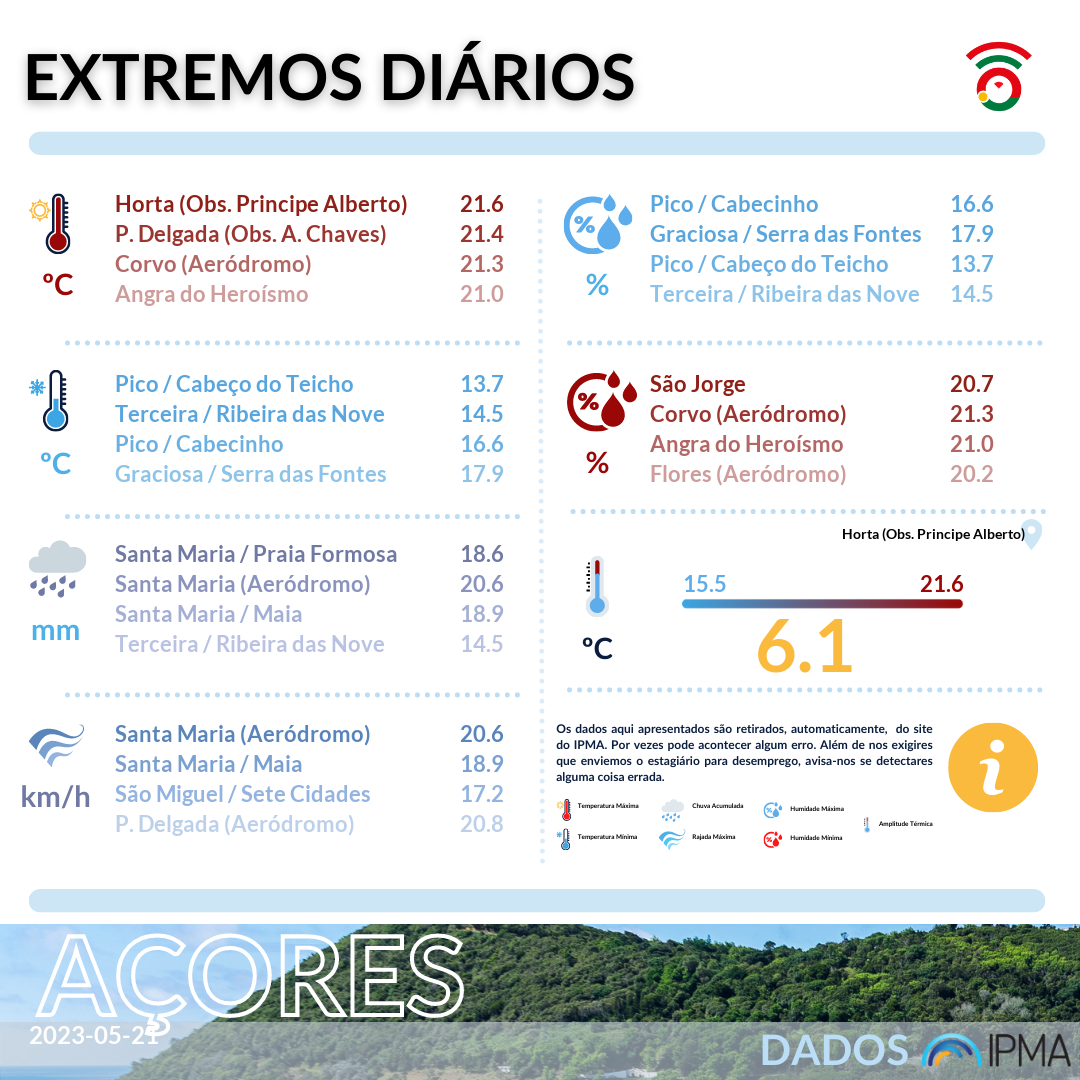 EXTREMOS DIÁRIOS
Horta (Obs. Principe Alberto) 21.6
P. Delgada (Obs. A. Chaves) 21.4
Corvo (Aeródromo) 21.3
Angra do Heroísmo 21.0
ºC
Pico / Cabeço do Teicho 13.7
Terceira / Ribeira das Nove 14.5
Pico / Cabecinho 16.6
Graciosa / Serra das Fontes 17.9
ºC
Santa Maria / Praia Formosa 18.6
Santa Maria (Aeródromo) 20.6
Santa Maria / Maia 18.9
Terceira / Ribeira das Nove 14.5
mm
Santa Maria (Aeródromo) 20.6
Santa Maria / Maia 18.9
São Miguel / Sete Cidades 17.2
P. Delgada (Aeródromo) 20.8
km/h
%
Pico / Cabecinho 16.6
Graciosa / Serra das Fontes 17.9
Pico / Cabeço do Teicho 13.7
Terceira / Ribeira das Nove 14.5
%
%
São Jorge 20.7
Corvo (Aeródromo) 21.3
Angra do Heroísmo 21.0
Flores (Aeródromo) 20.2
%
Horta (Obs. Principe Alberto)
15.5 21.6
6.1
ºC
Os dados aqui apresentados são retirados, automaticamente, do site
do IPMA. Por vezes pode acontecer algum erro. Além de nos exigires
que enviemos o estagiário para desemprego, avisa-nos se detectares
alguma coisa errada.
i
Temperatura Máxima Chuva Acumulada Humidade Máxima
Amplitude Térmica
Temperatura Mínima Rajada Máxima Humidade Mínima
AÇORES
2023-05-21
DADOS IPMA